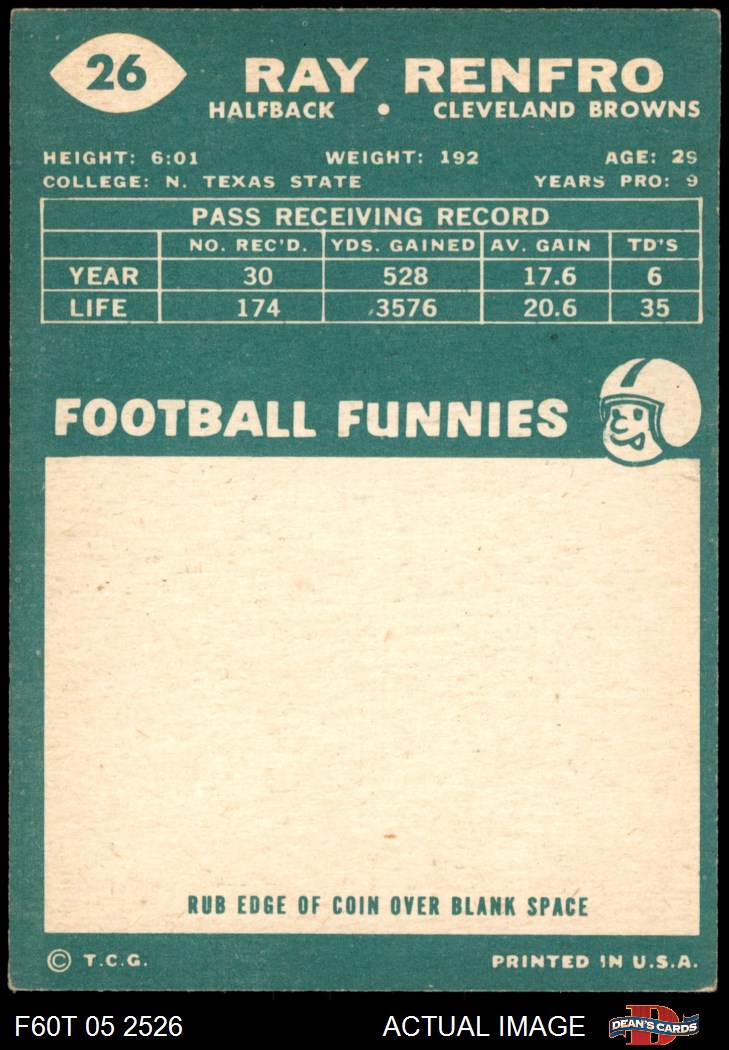 26
RAY RENFRO
HALFBACK • CLEVELAND BROWNS
HEIGHT: 6:01 WEIGHT: 192 AGE: 29
COLLEGE: N. TEXAS STATE YEARS PRO: 9
PASS RECEIVING RECORD
NO. REC'D. YDS. GAINED AV. GAIN TD'S
YEAR 30 528 17.6 6
LIFE 174 3576 20.6 35
FOOTBALL FUNNIES
RUB EDGE OF COIN OVER BLANK SPACE
© T.C.G. PRINTED IN U.S.A.
F60T 05 2526 ACTUAL IMAGE D DEAN'S CARDS